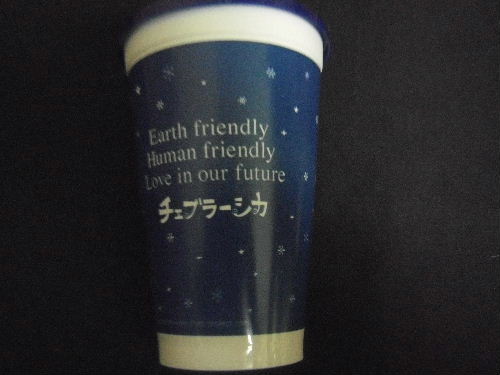 Earth friendly
Human friendly
Love in our future
チェブラーシカ